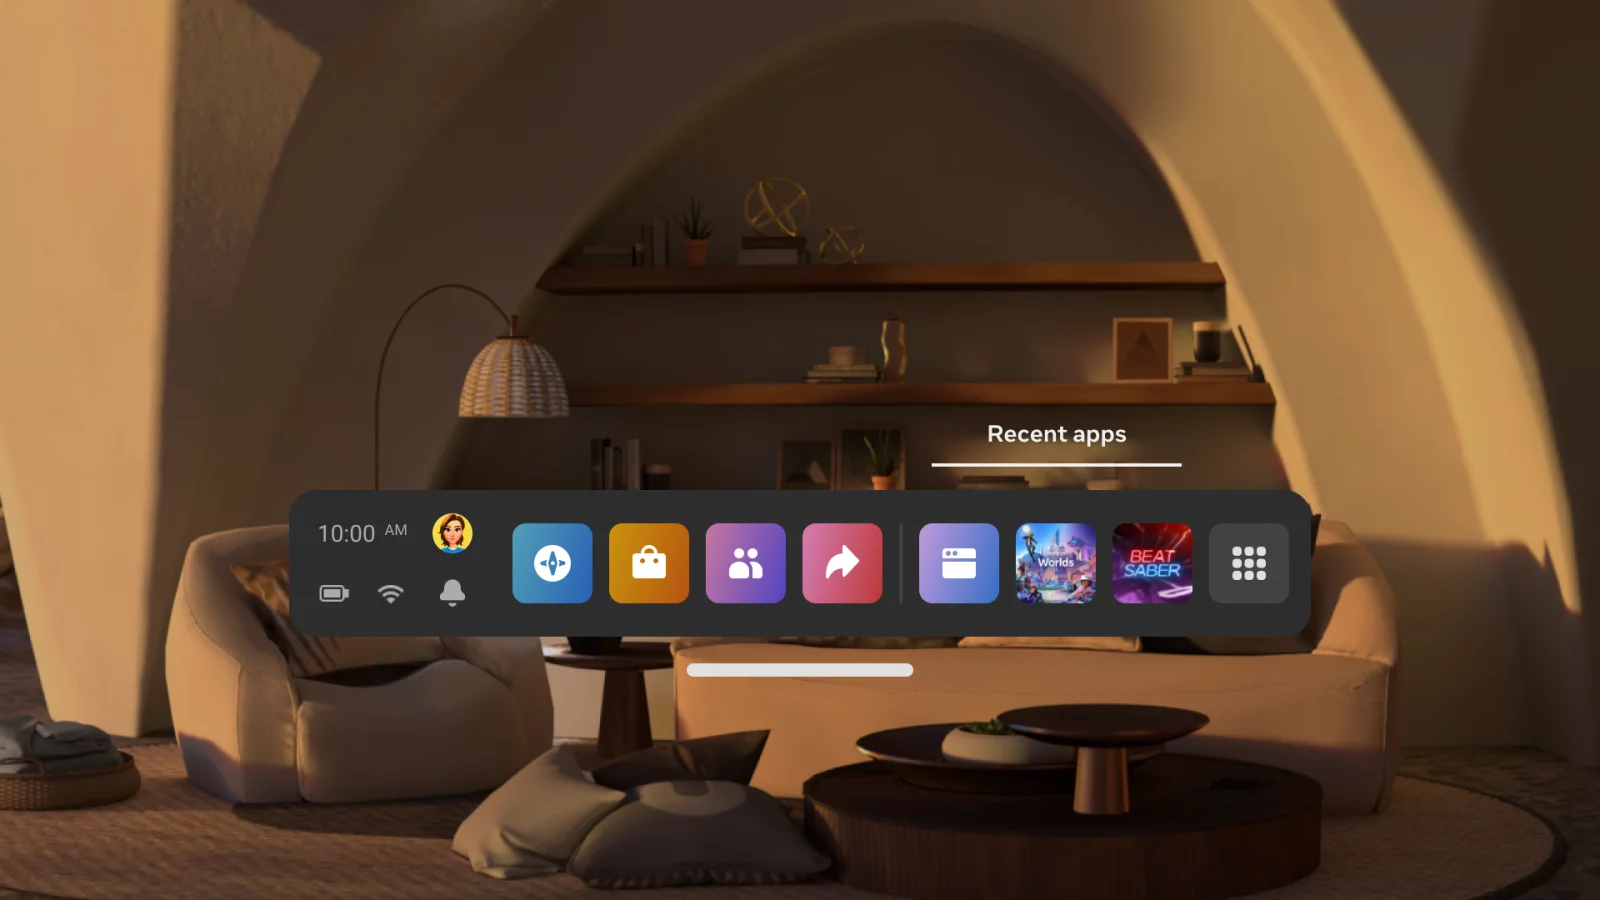 Recent apps
10:00 AM
Worlds
BEAT
SABER